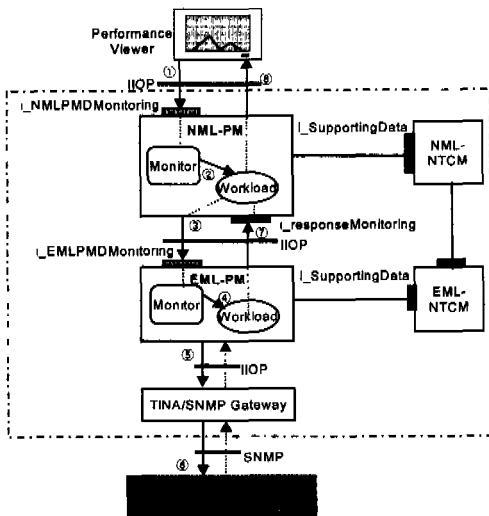 Performance
Viewer
①
IIOP
⑧
i_NMLPMDMonitoring
NML-PM
I_SupportingData
NML-
NTCM
Monitor
②
Workload
③
⑦
i_responseMonitoring
IIOP
i_EMLPMDMonitoring
EML-PM
I_SupportingData
EML-
NTCM
Monitor
④
Workload
⑤
IIOP
TINA/SNMP Gateway
⑥
SNMP